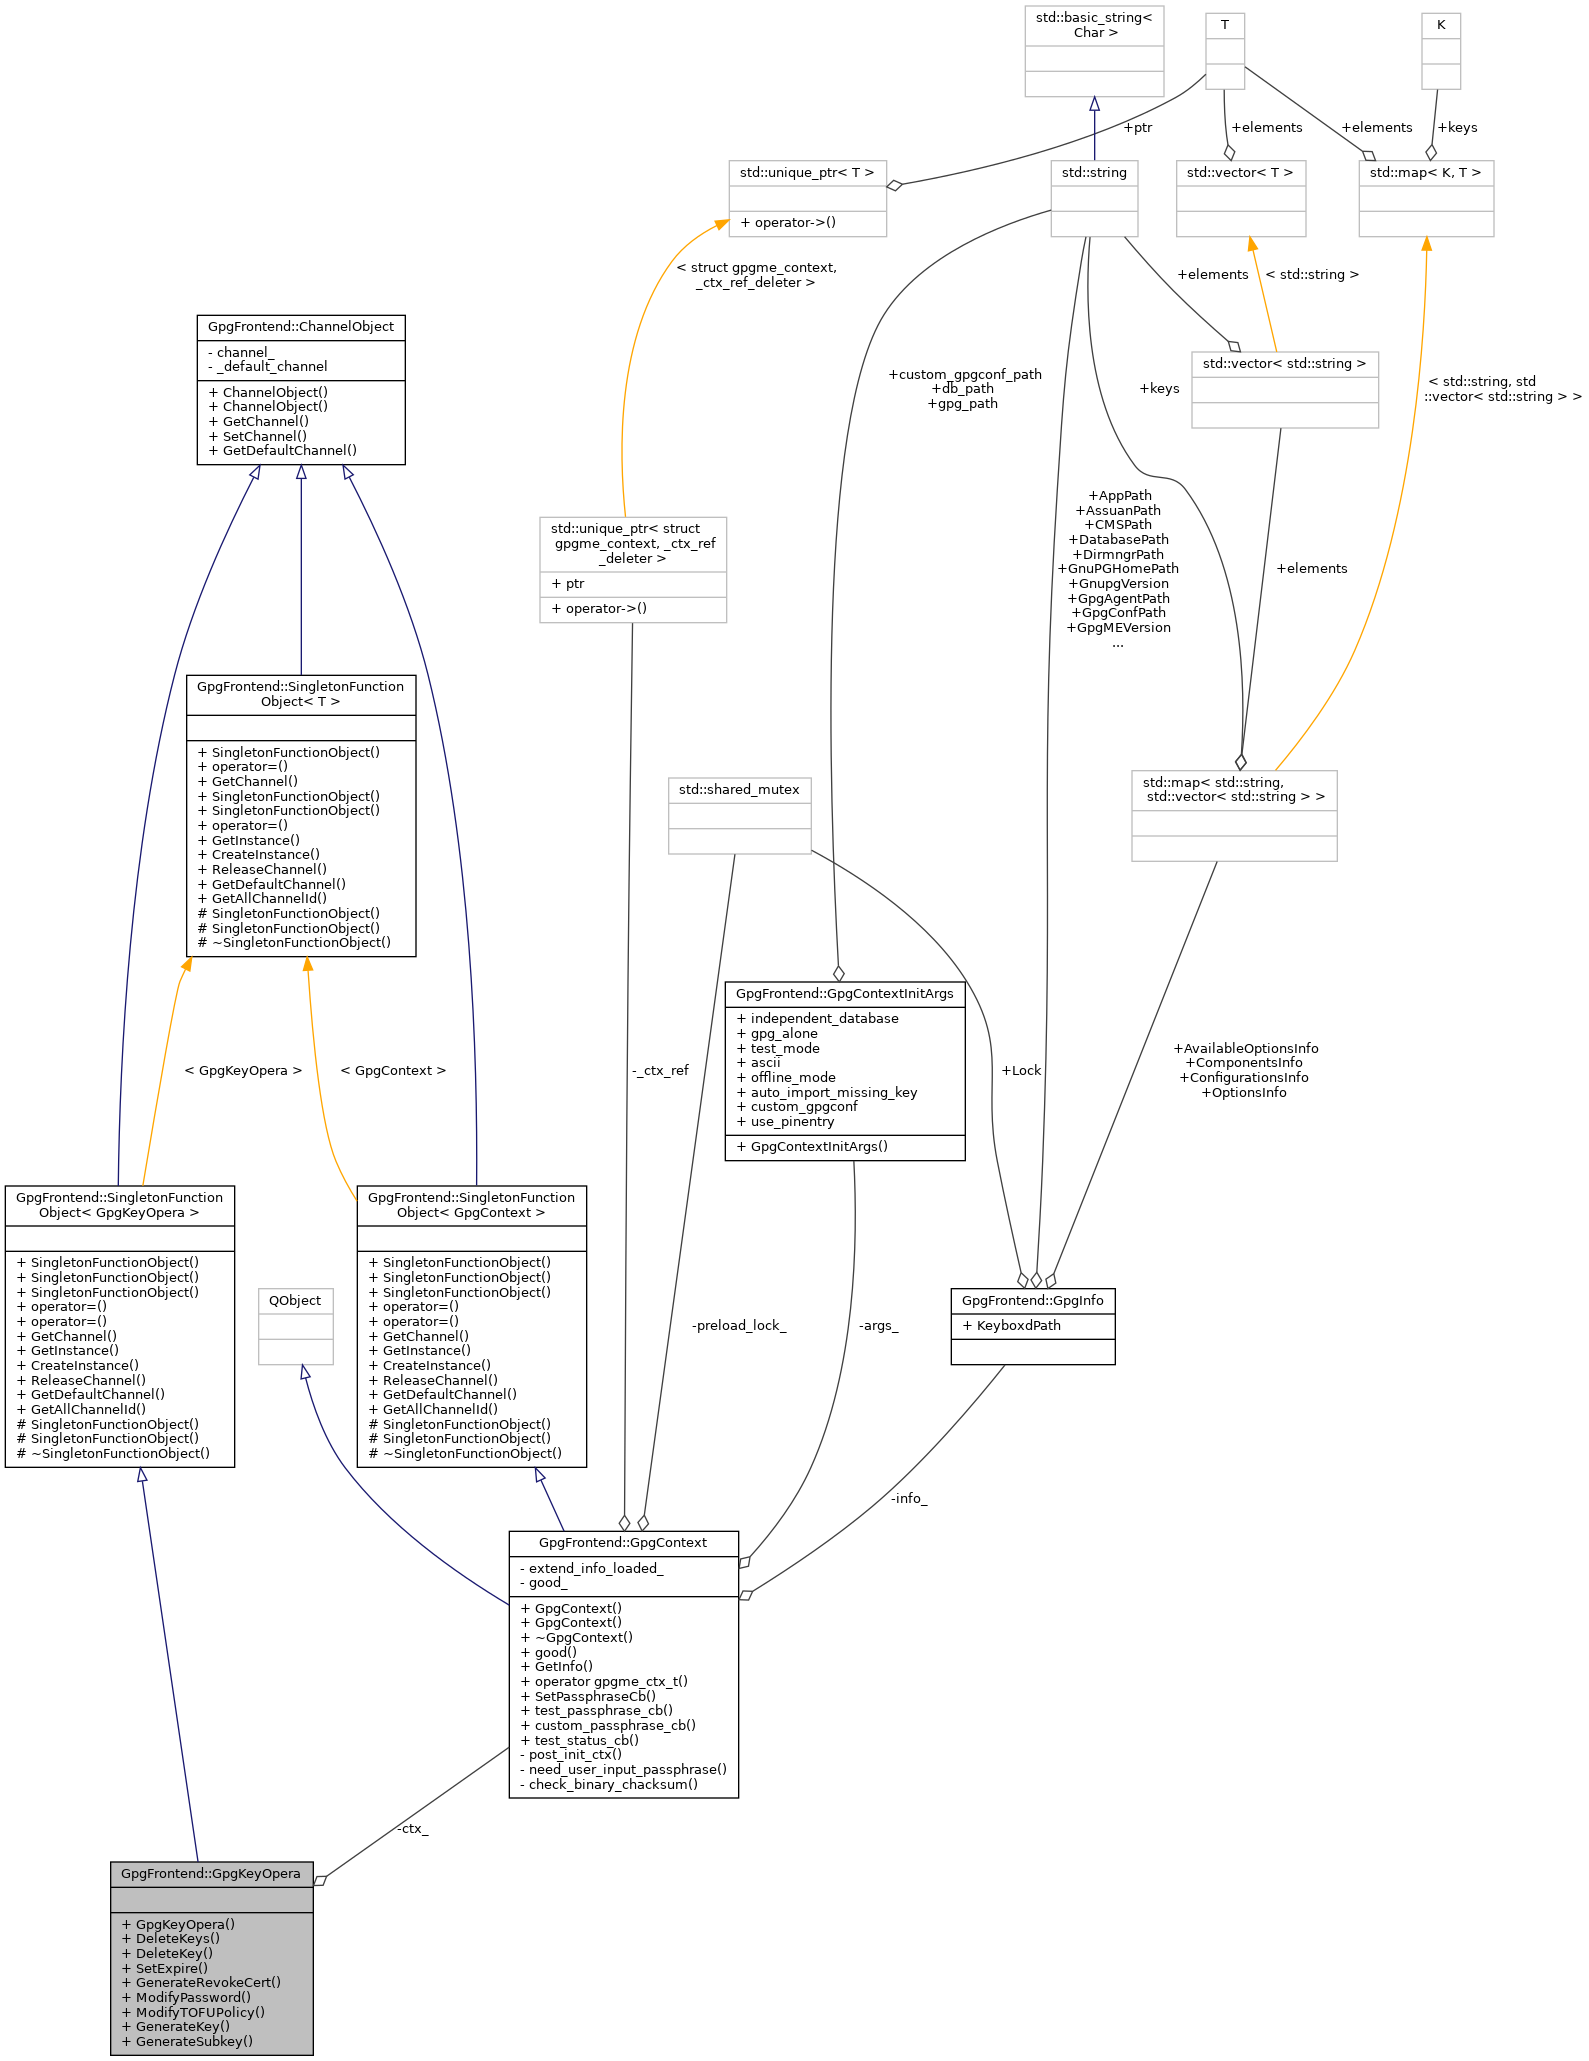 std::basic_string<
Char >
T
K
+ptr
+elements
+elements
+keys
std::unique_ptr< T >
+ operator->()
std::string
std::vector< T >
std::map< K, T >
< struct gpgme_context,
_ctx_ref_deleter >
+elements
< std::string >
GpgFrontend::ChannelObject
- channel_
- _default_channel
+ ChannelObject()
+ ChannelObject()
+ GetChannel()
+ SetChannel()
+ GetDefaultChannel()
+custom_gpgconf_path
+db_path
+gpg_path
+keys
std::vector< std::string >
< std::string, std
::vector< std::string > >
std::unique_ptr< struct
gpgme_context, _ctx_ref
_deleter >
+ ptr
+ operator->()
+AppPath
+AssuanPath
+CMSPath
+DatabasePath
+DirmngrPath
+GnuPGHomePath
+GnupgVersion
+GpgAgentPath
+GpgConfPath
+GpgMEVersion
...
+elements
GpgFrontend::SingletonFunction
Object< T >
+ SingletonFunctionObject()
+ operator=()
+ GetChannel()
+ SingletonFunctionObject()
+ SingletonFunctionObject()
+ operator=()
+ GetInstance()
+ CreateInstance()
+ ReleaseChannel()
+ GetDefaultChannel()
+ GetAllChannelId()
# SingletonFunctionObject()
# SingletonFunctionObject()
# ~SingletonFunctionObject()
std::shared_mutex
std::map< std::string,
std::vector< std::string > >
< GpgKeyOpera >
< GpgContext >
-_ctx_ref
GpgFrontend::GpgContextInitArgs
+ independent_database
+ gpg_alone
+ test_mode
+ ascii
+ offline_mode
+ auto_import_missing_key
+ custom_gpgconf
+ use_pinentry
+ GpgContextInitArgs()
+Lock
+AvailableOptionsInfo
+ComponentsInfo
+ConfigurationsInfo
+OptionsInfo
GpgFrontend::SingletonFunction
Object< GpgKeyOpera >
+ SingletonFunctionObject()
+ SingletonFunctionObject()
+ SingletonFunctionObject()
+ operator=()
+ operator=()
+ GetChannel()
+ GetInstance()
+ CreateInstance()
+ ReleaseChannel()
+ GetDefaultChannel()
+ GetAllChannelId()
# SingletonFunctionObject()
# SingletonFunctionObject()
# ~SingletonFunctionObject()
QObject
GpgFrontend::SingletonFunction
Object< GpgContext >
+ SingletonFunctionObject()
+ SingletonFunctionObject()
+ SingletonFunctionObject()
+ operator=()
+ operator=()
+ GetChannel()
+ GetInstance()
+ CreateInstance()
+ ReleaseChannel()
+ GetDefaultChannel()
+ GetAllChannelId()
# SingletonFunctionObject()
# SingletonFunctionObject()
# ~SingletonFunctionObject()
-preload_lock_
-args_
GpgFrontend::GpgInfo
+ KeyboxdPath
-info_
GpgFrontend::GpgContext
- extend_info_loaded_
- good_
+ GpgContext()
+ GpgContext()
+ ~GpgContext()
+ good()
+ GetInfo()
+ operator gpgme_ctx_t()
+ SetPassphraseCb()
+ test_passphrase_cb()
+ custom_passphrase_cb()
+ test_status_cb()
- post_init_ctx()
- need_user_input_passphrase()
- check_binary_chacksum()
-ctx_
GpgFrontend::GpgKeyOpera
+ GpgKeyOpera()
+ DeleteKeys()
+ DeleteKey()
+ SetExpire()
+ GenerateRevokeCert()
+ ModifyPassword()
+ ModifyTOFUPolicy()
+ GenerateKey()
+ GenerateSubkey()